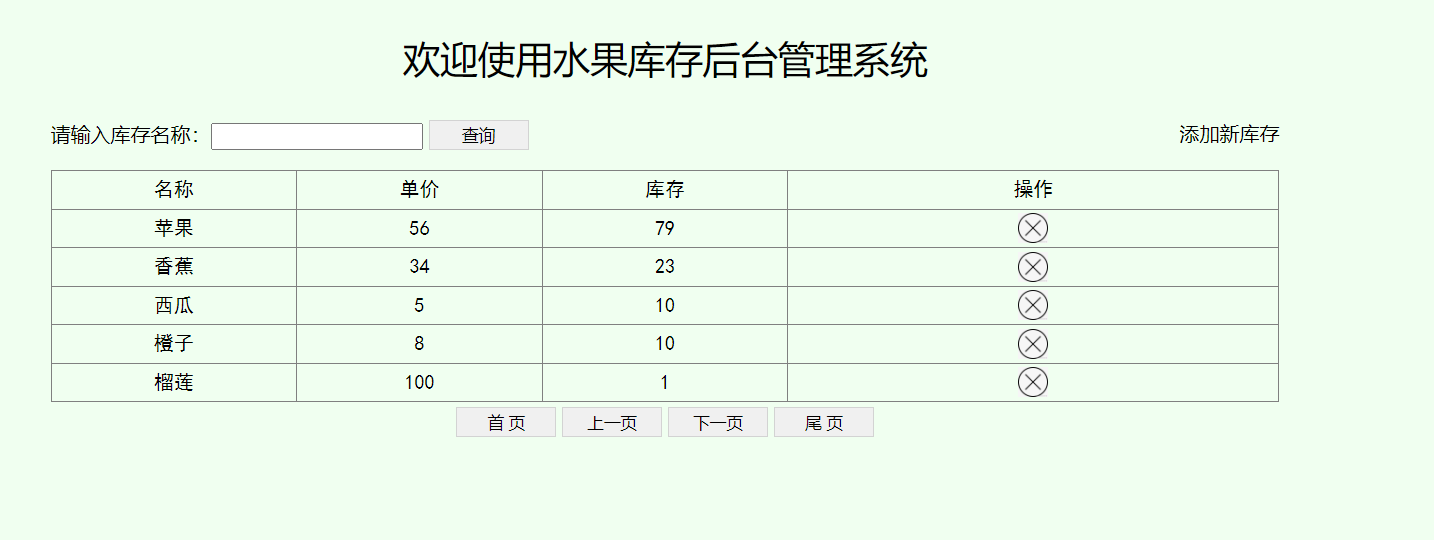 欢迎使用水果库存后台管理系统
请输入库存名称： 查询 添加新库存
名称 单价 库存 操作
苹果 56 79
香蕉 34 23
西瓜 5 10
橙子 8 10
榴莲 100 1
首 页 上一页 下一页 尾 页